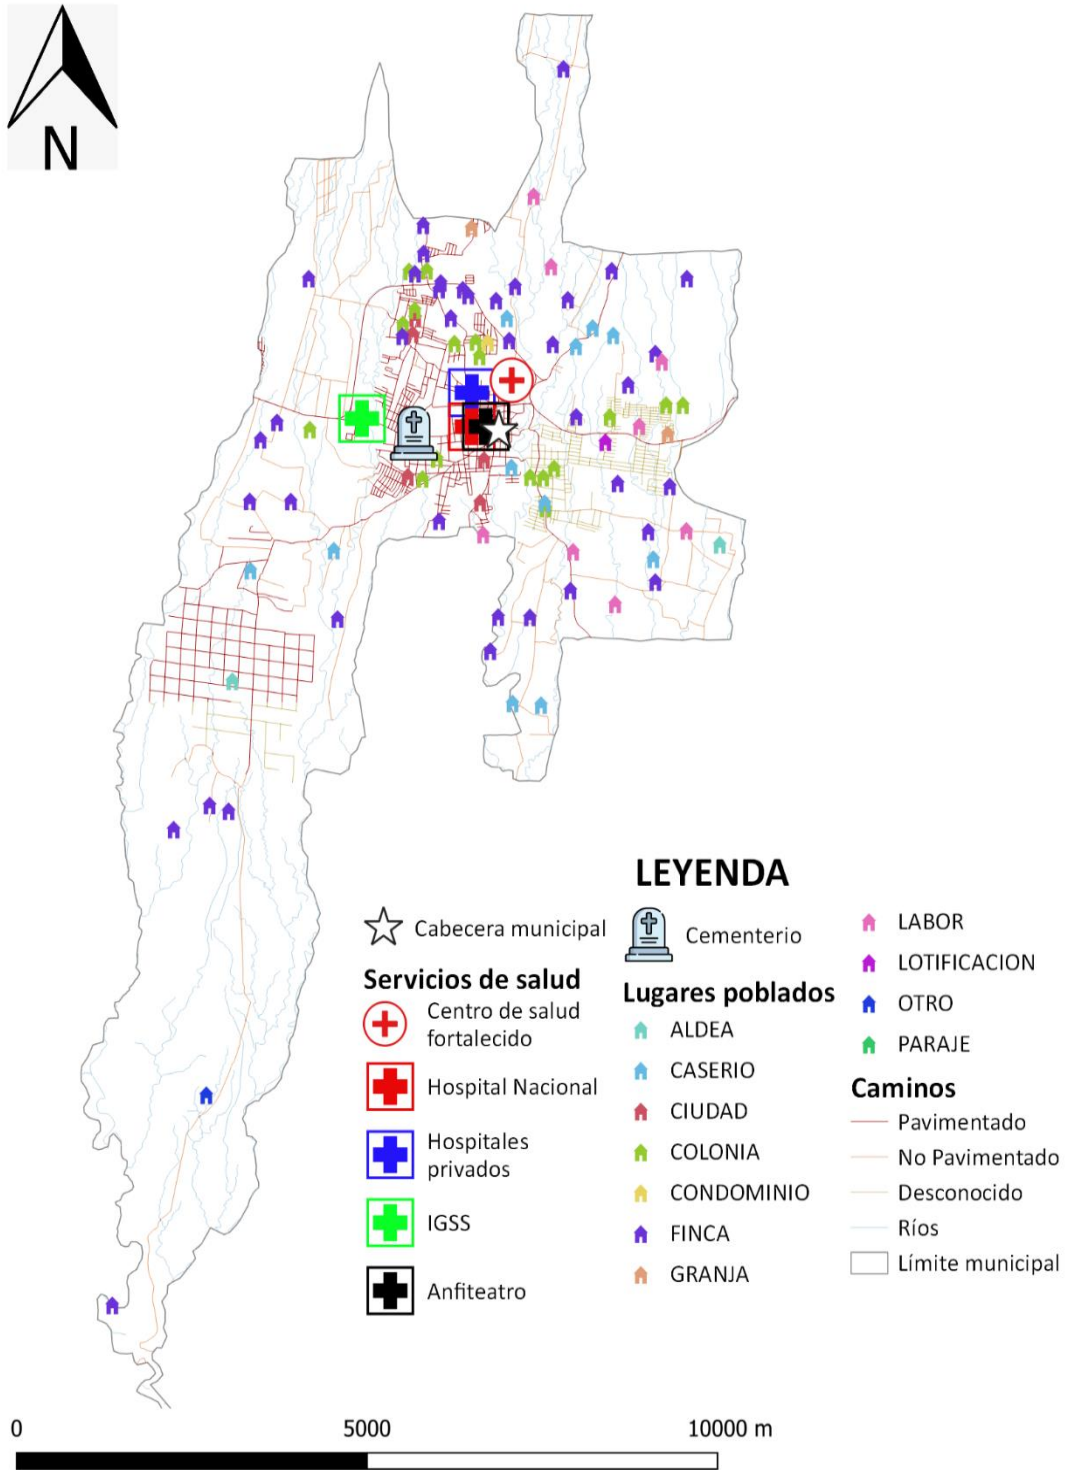 N
LEYENDA
Cabecera municipal
Servicios de salud
Centro de salud
fortalecido
Hospital Nacional
Hospitales
privados
IGSS
Anfiteatro
Cementerio
Lugares poblados
ALDEA
CASERIO
CIUDAD
COLONIA
CONDOMINIO
FINCA
GRANJA
LABOR
LOTIFICACION
OTRO
PARAJE
Caminos
Pavimentado
No Pavimentado
Desconocido
Ríos
Límite municipal
0 5000 10000 m